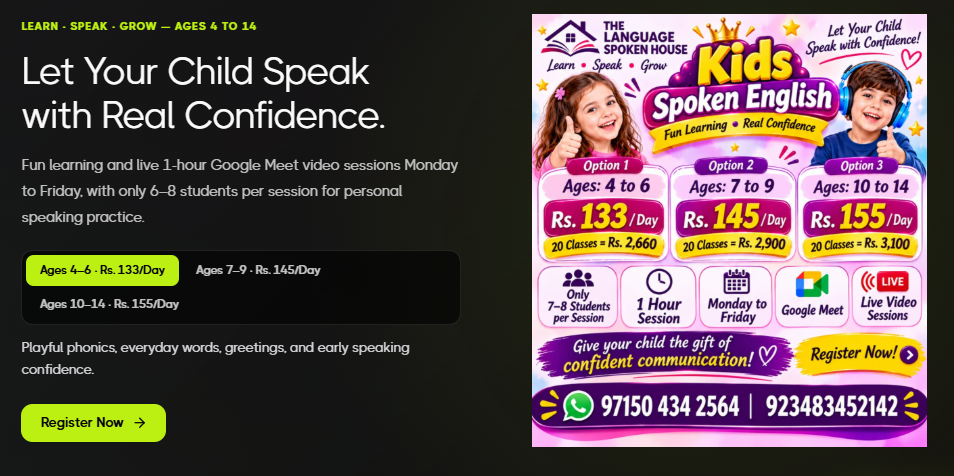 LEARN · SPEAK · GROW — AGES 4 TO 14
Let Your Child Speak
with Real Confidence.
Fun learning and live 1-hour Google Meet video sessions Monday
to Friday, with only 6–8 students per session for personal
speaking practice.
Ages 4–6 · Rs. 133/Day
Ages 7–9 · Rs. 145/Day
Ages 10–14 · Rs. 155/Day
Playful phonics, everyday words, greetings, and early speaking
confidence.
Register Now →
THE
LANGUAGE
SPOKEN HOUSE
Learn • Speak • Grow
Let Your Child
Speak with Confidence!
Kids
Spoken English
Fun Learning • Real Confidence
Option 1
Ages: 4 to 6
Rs. 133/Day
20 Classes = Rs. 2,660
Option 2
Ages: 7 to 9
Rs. 145/Day
20 Classes = Rs. 2,900
Option 3
Ages: 10 to 14
Rs. 155/Day
20 Classes = Rs. 3,100
Only
7–8 Students
per Session
1 Hour
Session
Monday to
Friday
Google Meet
LIVE
Live Video
Sessions
Give your child the gift of
confident communication!
Register Now!
97150 434 2564 | 923483452142